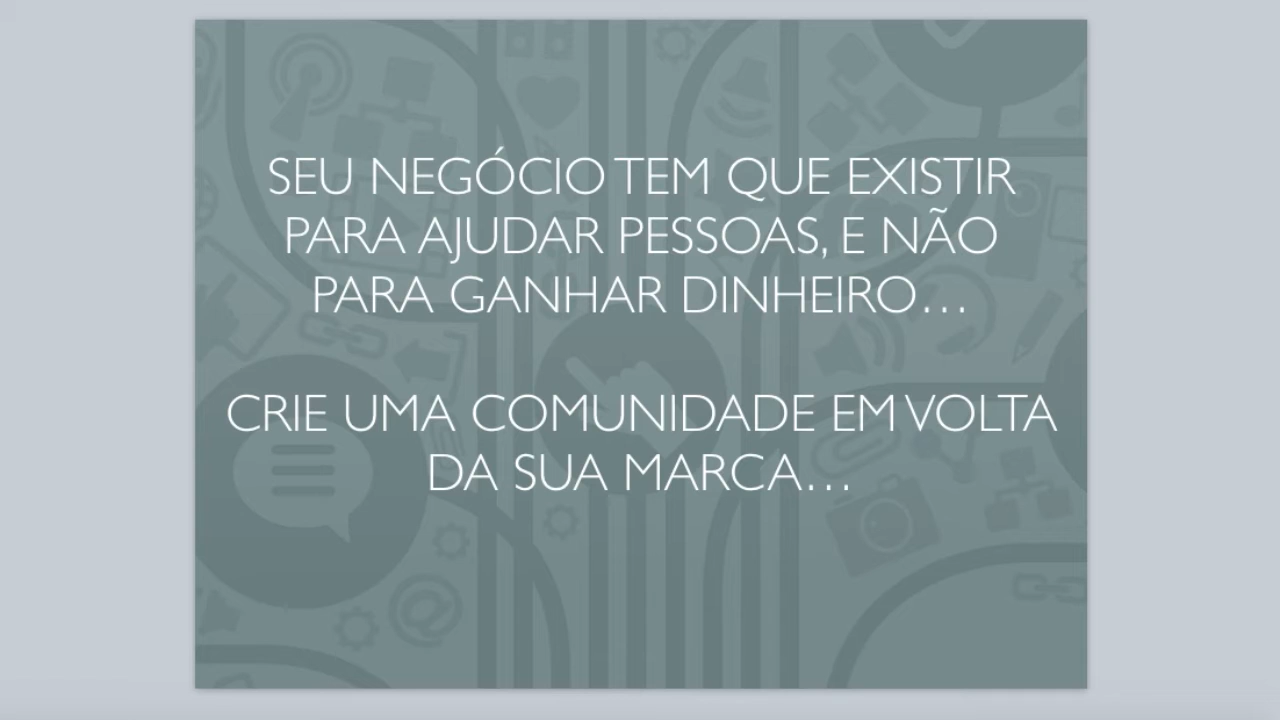 SEU NEGÓCIO TEM QUE EXISTIR
PARA AJUDAR PESSOAS, E NÃO
PARA GANHAR DINHEIRO...
CRIE UMA COMUNIDADE EM VOLTA
DA SUA MARCA...